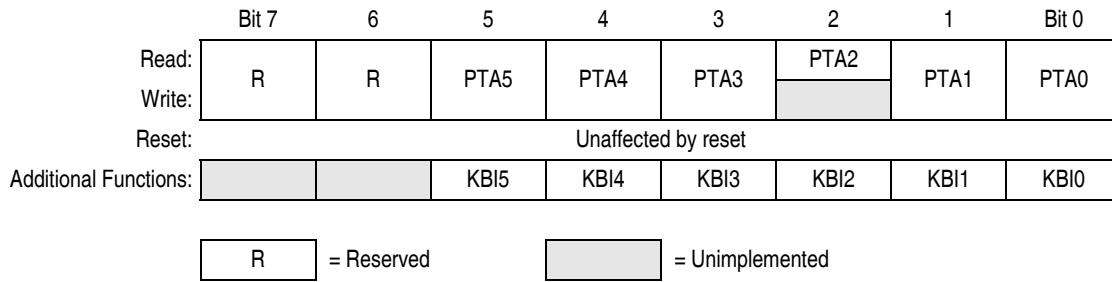 Bit 7 6 5 4 3 2 1 Bit 0
Read: R R PTA5 PTA4 PTA3 PTA2 PTA1 PTA0
Write:
Reset: Unaffected by reset
Additional Functions: KBI5 KBI4 KBI3 KBI2 KBI1 KBI0
R = Reserved = Unimplemented